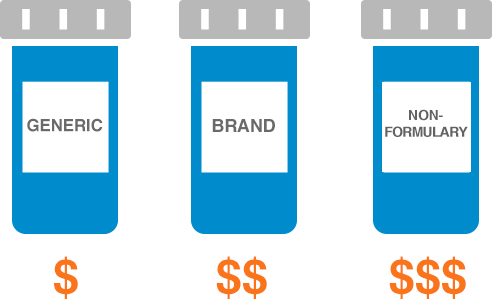 GENERIC
BRAND
NON-
FORMULARY
$
$$
$$$